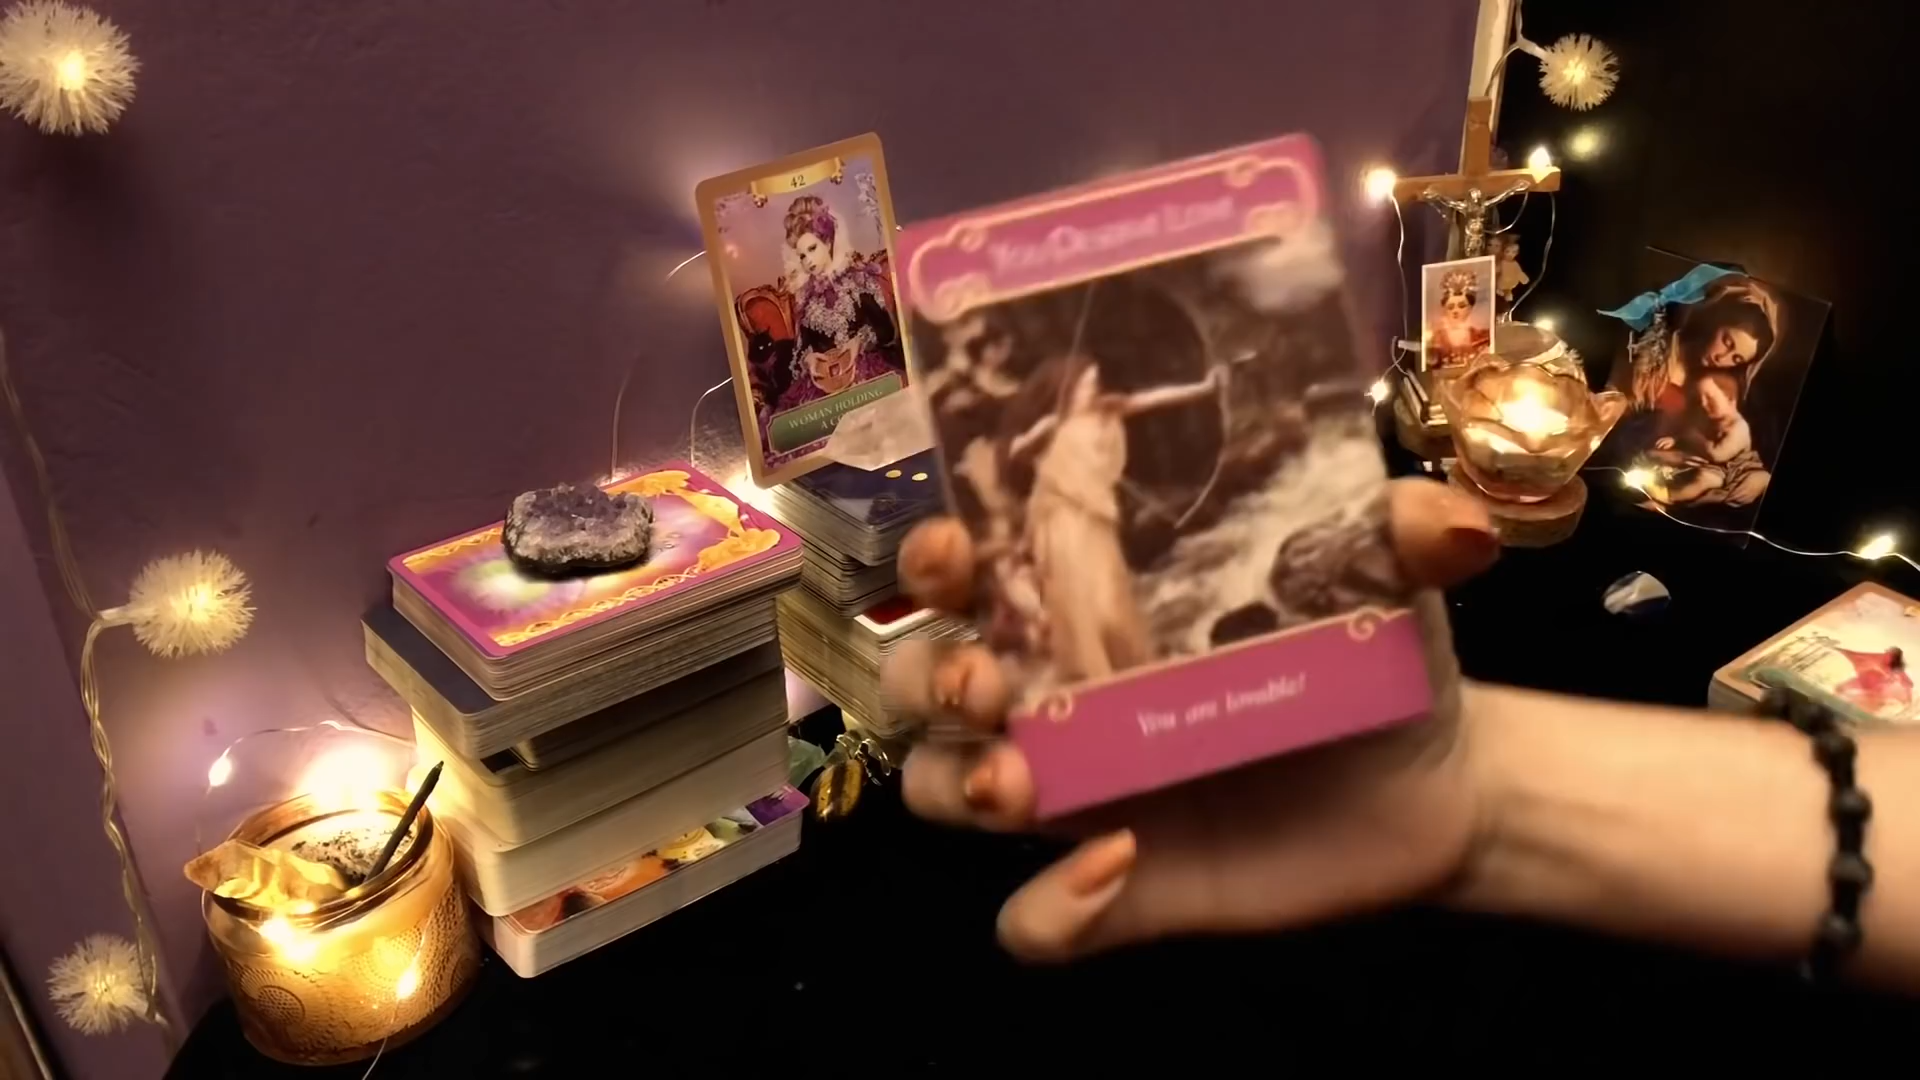 42
WOMAN HOLDING
A
You Deserve Love
You are lovable!